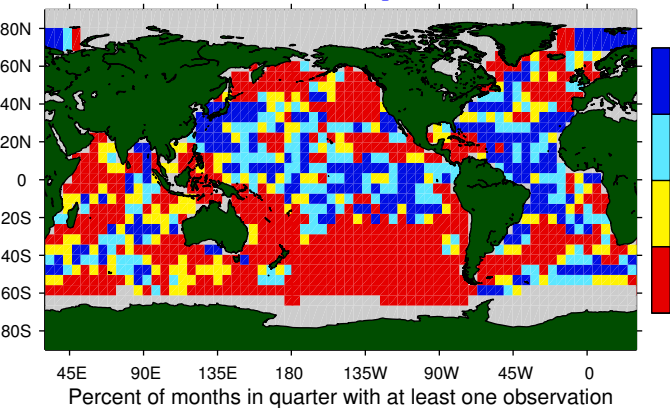 80N
60N
40N
20N
0
20S
40S
60S
80S
45E 90E 135E 180 135W 90W 45W 0
Percent of months in quarter with at least one observation